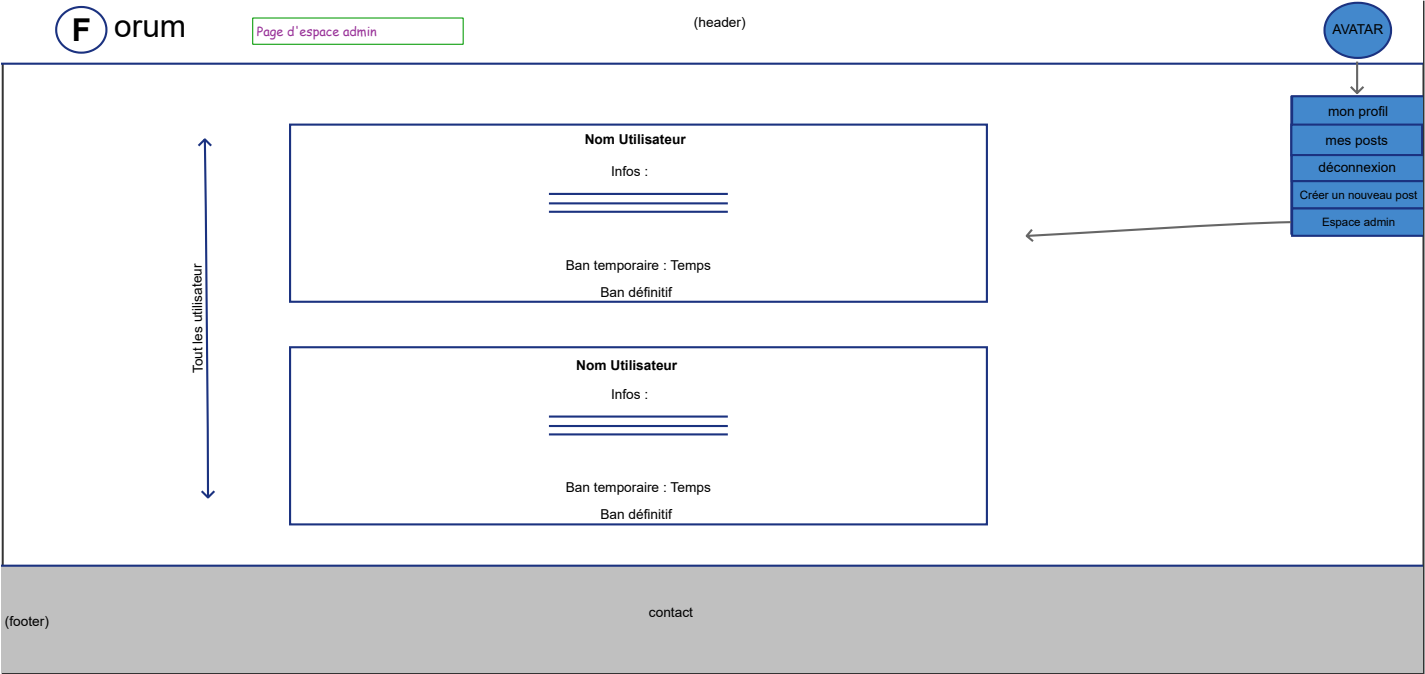 F orum
Page d'espace admin
(header)
AVATAR
mon profil
mes posts
déconnexion
Créer un nouveau post
Espace admin
Tout les utilisateur
Nom Utilisateur
Infos :
Ban temporaire : Temps
Ban définitif
Nom Utilisateur
Infos :
Ban temporaire : Temps
Ban définitif
contact
(footer)